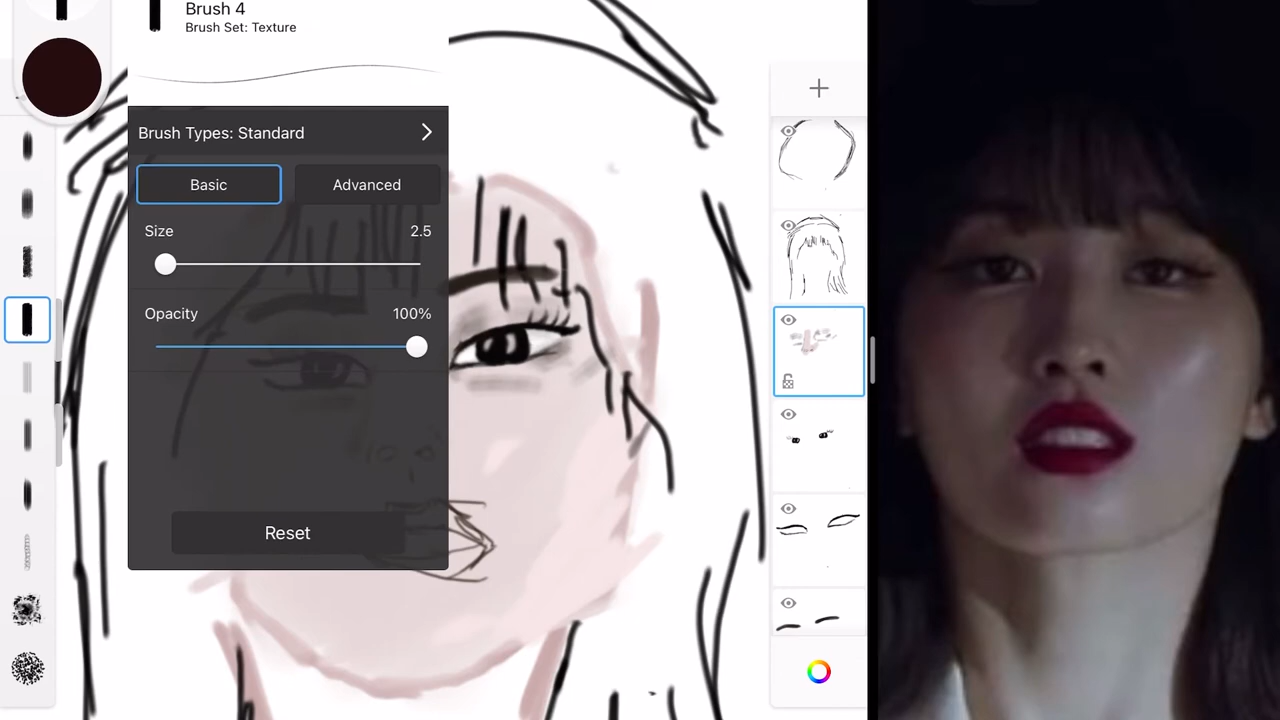 Brush 4
Brush Set: Texture
Brush Types: Standard
Basic
Advanced
Size
2.5
Opacity
100%
Reset